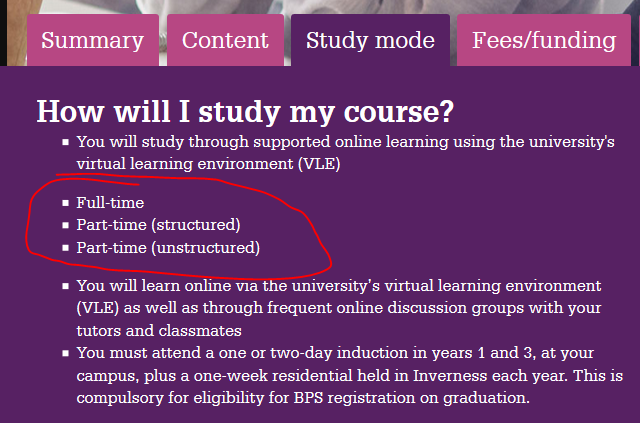 Summary
Content
Study mode
Fees/funding
How will I study my course?
You will study through supported online learning using the university's
virtual learning environment (VLE)
Full-time
Part-time (structured)
Part-time (unstructured)
You will learn online via the university's virtual learning environment
(VLE) as well as through frequent online discussion groups with your
tutors and classmates
You must attend a one or two-day induction in years 1 and 3, at your
campus, plus a one-week residential held in Inverness each year. This is
compulsory for eligibility for BPS registration on graduation.